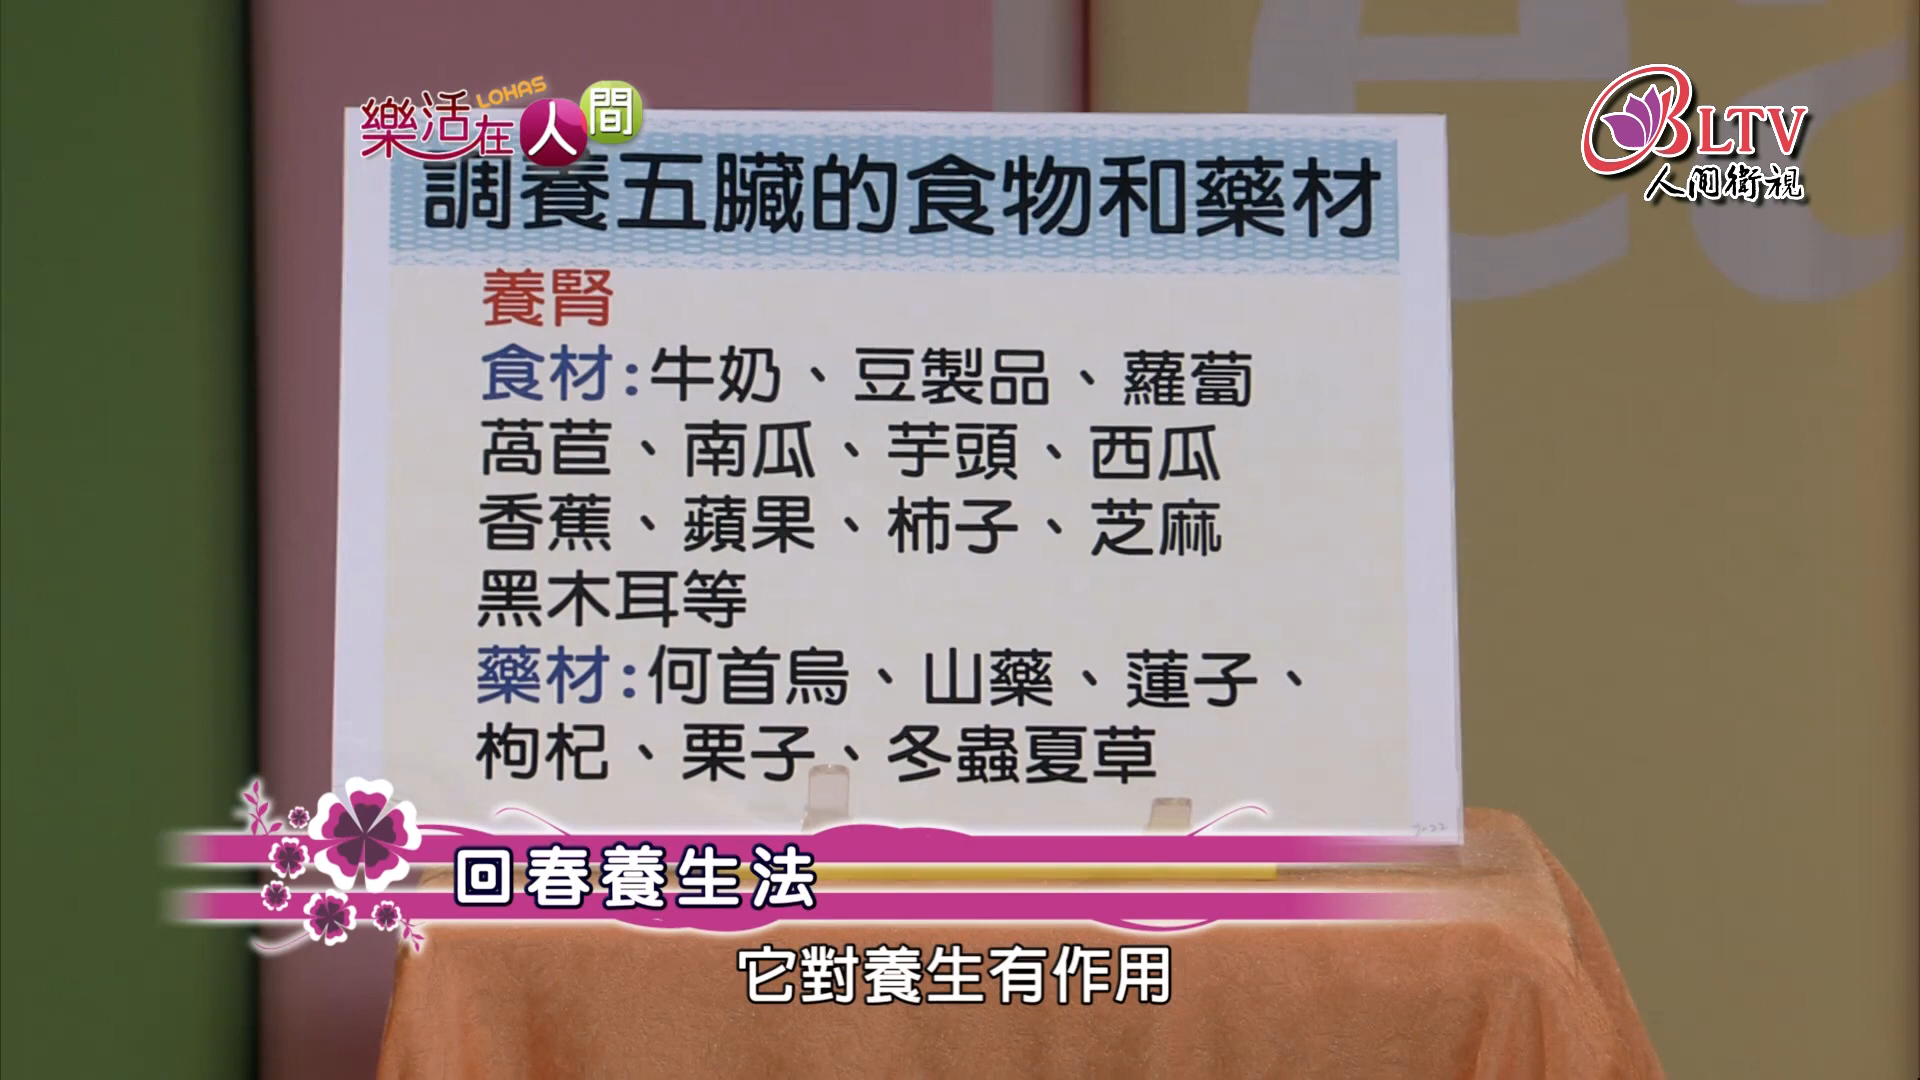 樂活在人間
LOHAS
BLTV
人間衛視
調養五臟的食物和藥材
養腎
食材:牛奶、豆製品、蘿蔔
萵苣、南瓜、芋頭、西瓜
香蕉、蘋果、柿子、芝麻
黑木耳等
藥材:何首烏、山藥、蓮子、
枸杞、栗子、冬蟲夏草
回春養生法
它對養生有作用